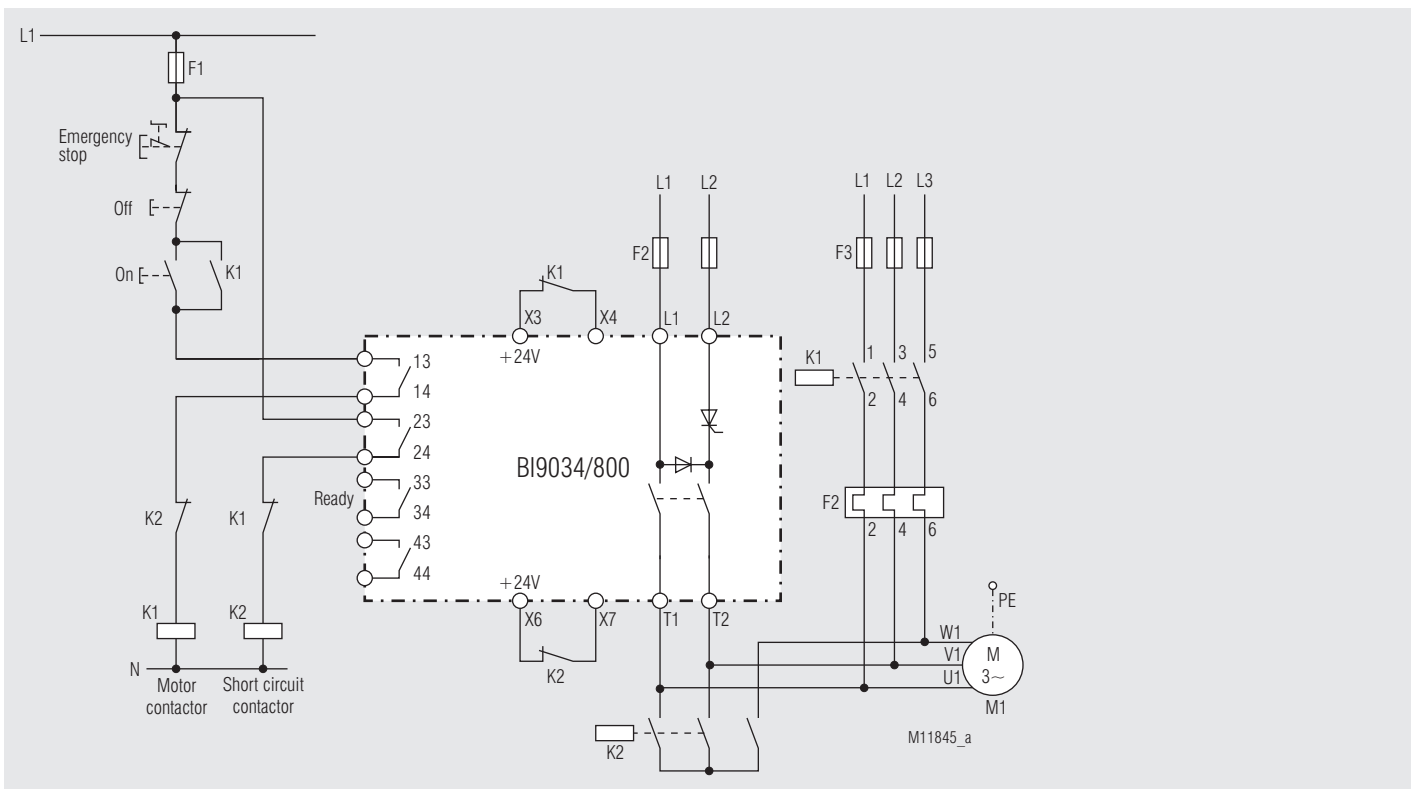 L1
F1
Emergency
stop
L1 L2
L1 L2 L3
Off
F2
F3
On
K1
K1
X3
X4
L1
L2
+24V
13
14
23
24
33
34
43
44
Ready
BI9034/800
K1
1 3 5
2 4 6
F2
2 4 6
K2
K1
+24V
X6
X7
T1
T2
K1
K2
K2
PE
W1
V1
U1
M
3~
M1
N
Motor
contactor
Short circuit
contactor
K2
M11845_a